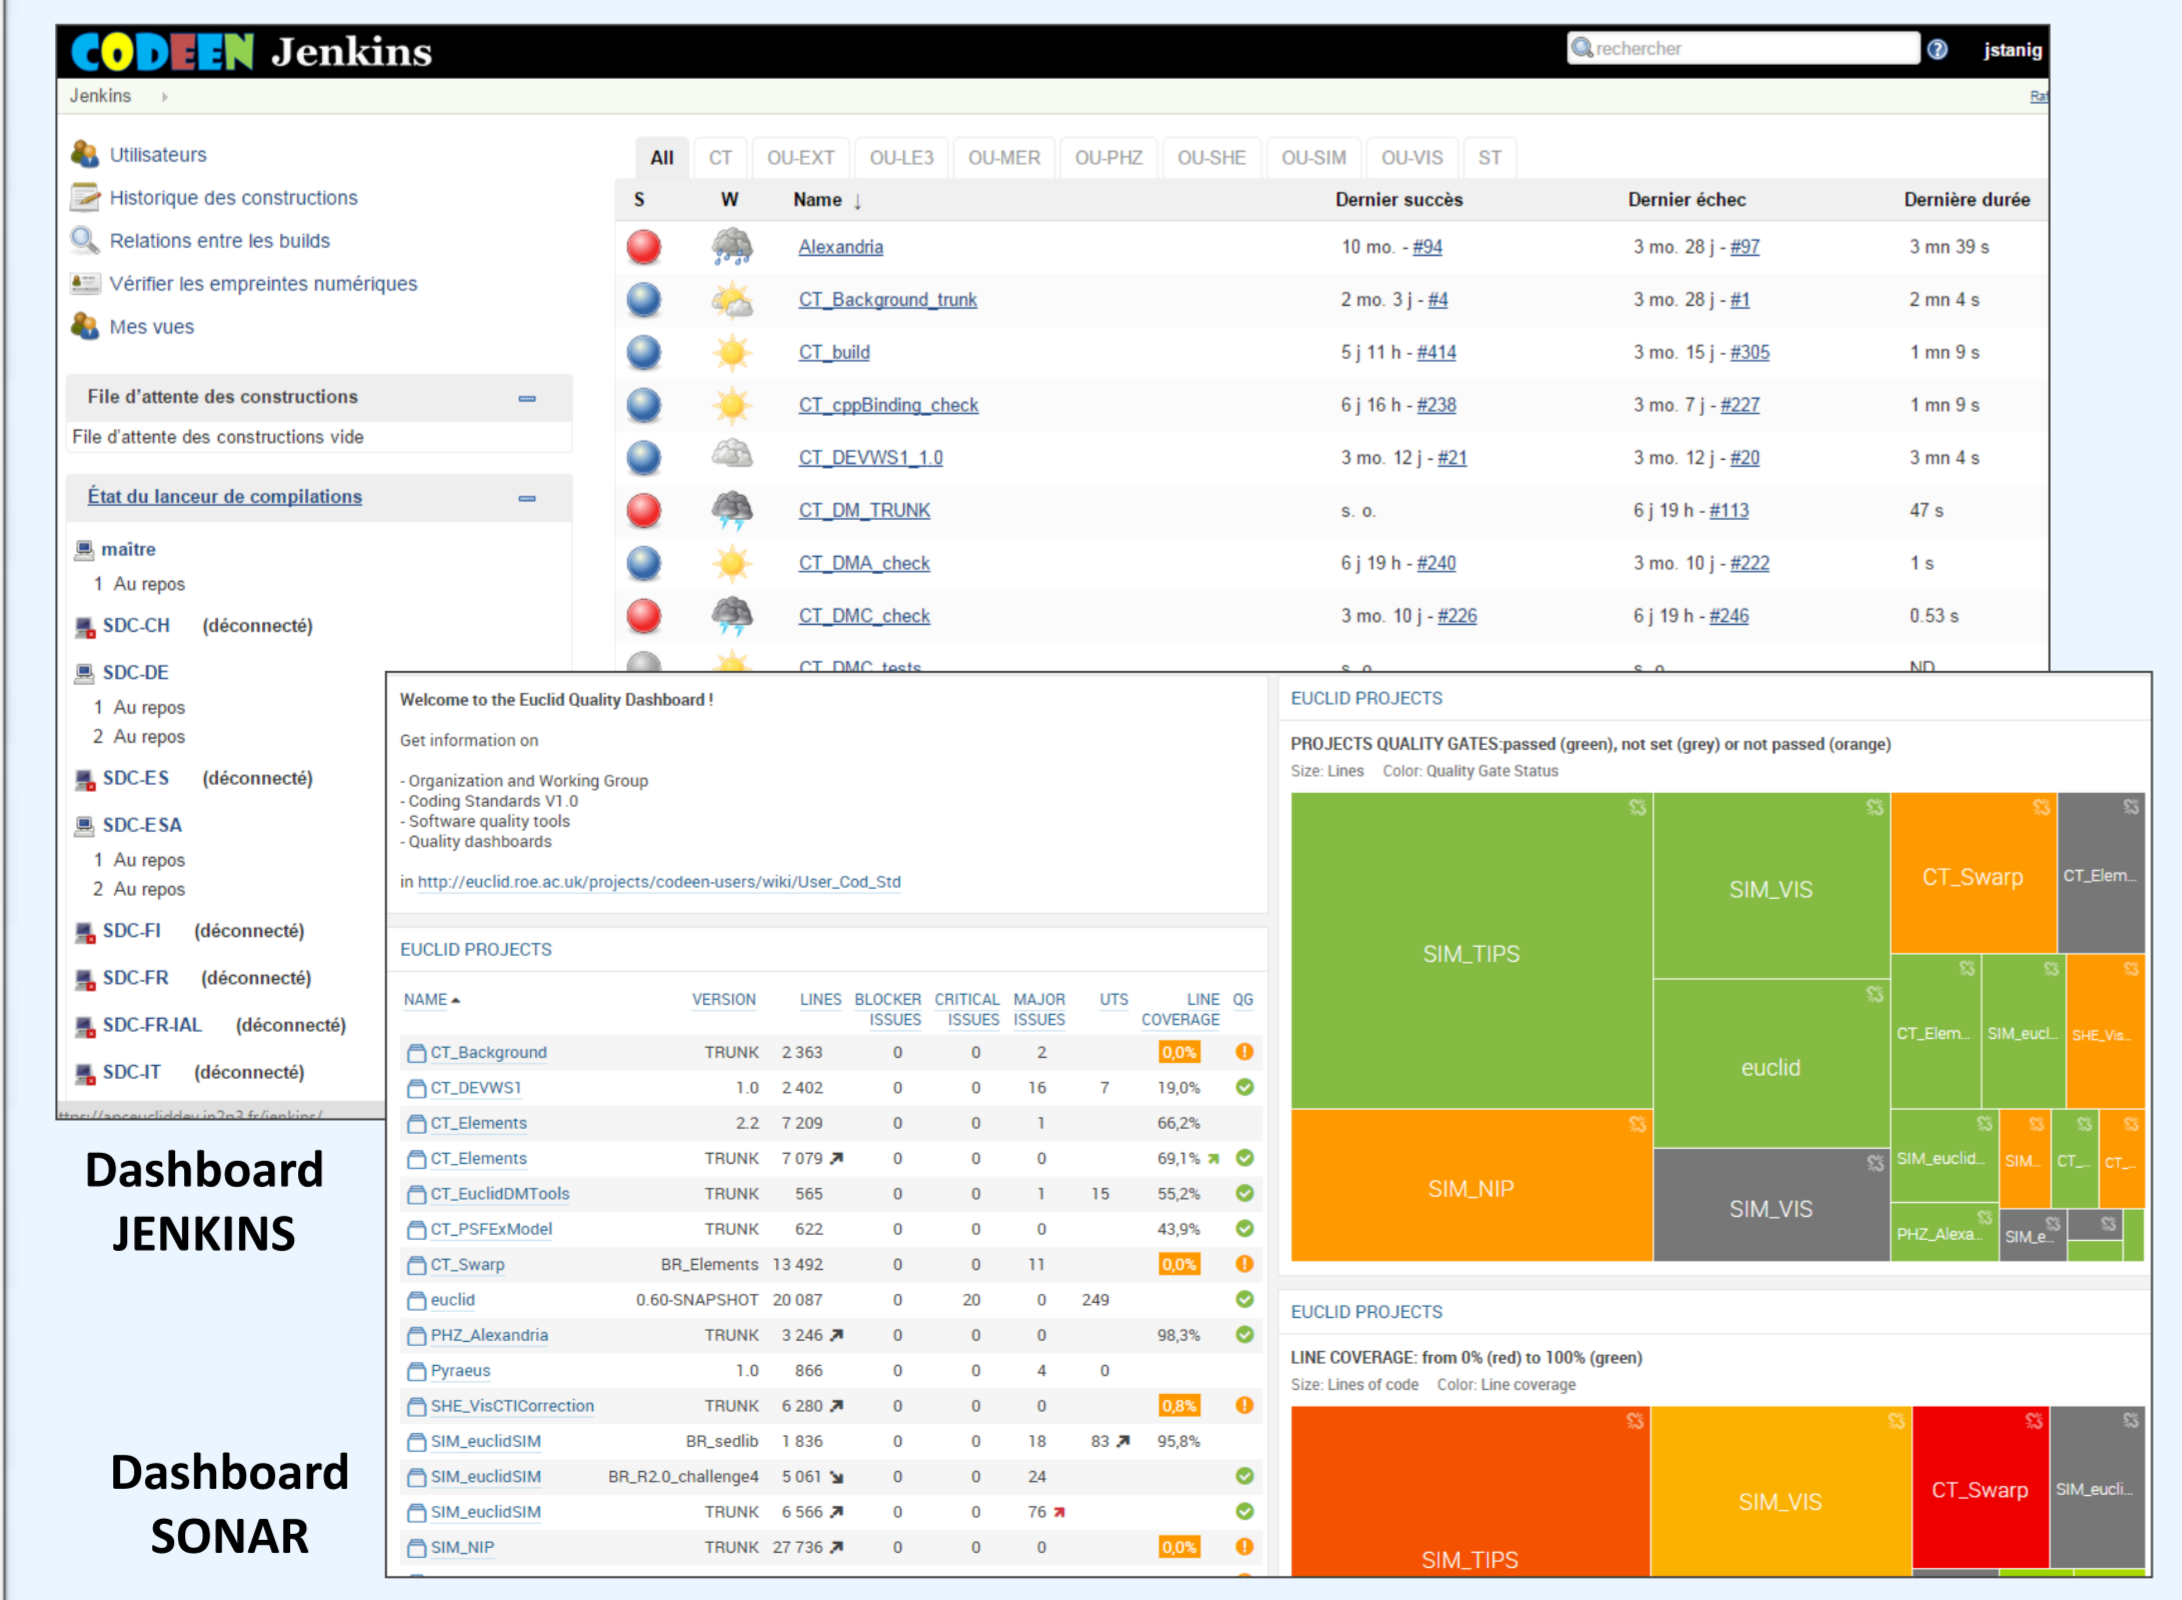 CODEEN Jenkins
rechercher
jstanig
Jenkins
Utilisateurs
Historique des constructions
Relations entre les builds
Vérifier les empreintes numériques
Mes vues
File d'attente des constructions
File d'attente des constructions vide
État du lanceur de compilations
maître
1 Au repos
SDC-CH (déconnecté)
SDC-DE
1 Au repos
2 Au repos
SDC-ES (déconnecté)
SDC-ESA
1 Au repos
2 Au repos
SDC-FI (déconnecté)
SDC-FR (déconnecté)
SDC-FR-IAL (déconnecté)
SDC-IT (déconnecté)
All CT OU-EXT OU-LE3 OU-MER OU-PHZ OU-SHE OU-SIM OU-VIS ST
S W Name ↓ Dernier succès Dernier échec Dernière durée
Alexandria 10 mo. - #94 3 mo. 28 j - #97 3 mn 39 s
CT_Background_trunk 2 mo. 3 j - #4 3 mo. 28 j - #1 2 mn 4 s
CT_build 5 j 11 h - #414 3 mo. 15 j - #305 1 mn 9 s
CT_cppBinding_check 6 j 16 h - #238 3 mo. 7 j - #227 1 mn 9 s
CT_DEVWS1_1.0 3 mo. 12 j - #21 3 mo. 12 j - #20 3 mn 4 s
CT_DM_TRUNK s. o. 6 j 19 h - #113 47 s
CT_DMA_check 6 j 19 h - #240 3 mo. 10 j - #222 1 s
CT_DMC_check 3 mo. 10 j - #226 6 j 19 h - #246 0.53 s
CT_DMC_tests s. o. s. o. ND
Welcome to the Euclid Quality Dashboard !
Get information on
- Organization and Working Group
- Coding Standards V1.0
- Software quality tools
- Quality dashboards
in http://euclid.roe.ac.uk/projects/codeen-users/wiki/User_Cod_Std
EUCLID PROJECTS
NAME VERSION LINES BLOCKER ISSUES CRITICAL ISSUES MAJOR ISSUES UTS LINE COVERAGE QG
CT_Background TRUNK 2 363 0 0 2 0,0%
CT_DEVWS1 1.0 2 402 0 0 16 7 19,0%
CT_Elements 2.2 7 209 0 0 1 66,2%
CT_Elements TRUNK 7 079 0 0 0 69,1%
CT_EuclidDMTools TRUNK 565 0 0 1 15 55,2%
CT_PSFExModel TRUNK 622 0 0 0 43,9%
CT_Swarp BR_Elements 13 492 0 0 11 0,0%
euclid 0.60-SNAPSHOT 20 087 0 20 0 249
PHZ_Alexandria TRUNK 3 246 0 0 0 98,3%
Pyraeus 1.0 866 0 0 4 0
SHE_VisCTICorrection TRUNK 6 280 0 0 0 0,8%
SIM_euclidSIM BR_sedlib 1 836 0 0 18 83 95,8%
SIM_euclidSIM BR_R2.0_challenge4 5 061 0 0 24
SIM_euclidSIM TRUNK 6 566 0 0 76
SIM_NIP TRUNK 27 736 0 0 0 0,0%
EUCLID PROJECTS
PROJECTS QUALITY GATES:passed (green), not set (grey) or not passed (orange)
Size: Lines Color: Quality Gate Status
SIM_TIPS
SIM_VIS
CT_Swarp
CT_Elem...
euclid
CT_Elem...
SIM_eucl...
SHE_Vis...
SIM_NIP
SIM_VIS
SIM_euclid...
SIM...
CT_...
CT_...
PHZ_Alexa...
SIM_e...
EUCLID PROJECTS
LINE COVERAGE: from 0% (red) to 100% (green)
Size: Lines of code Color: Line coverage
SIM_TIPS
SIM_VIS
CT_Swarp
SIM_eucli...
Dashboard
JENKINS
Dashboard
SONAR